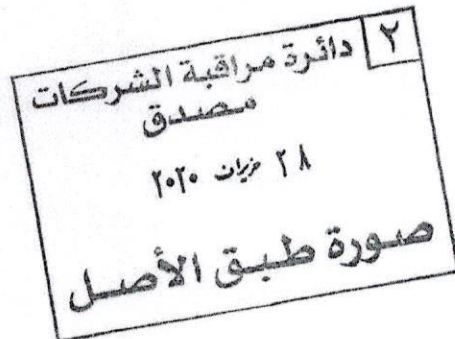 ٢ دائرة مراقبة الشركات
مصدق
٢٨ حزيران ٢٠٢٠
صورة طبق الأصل